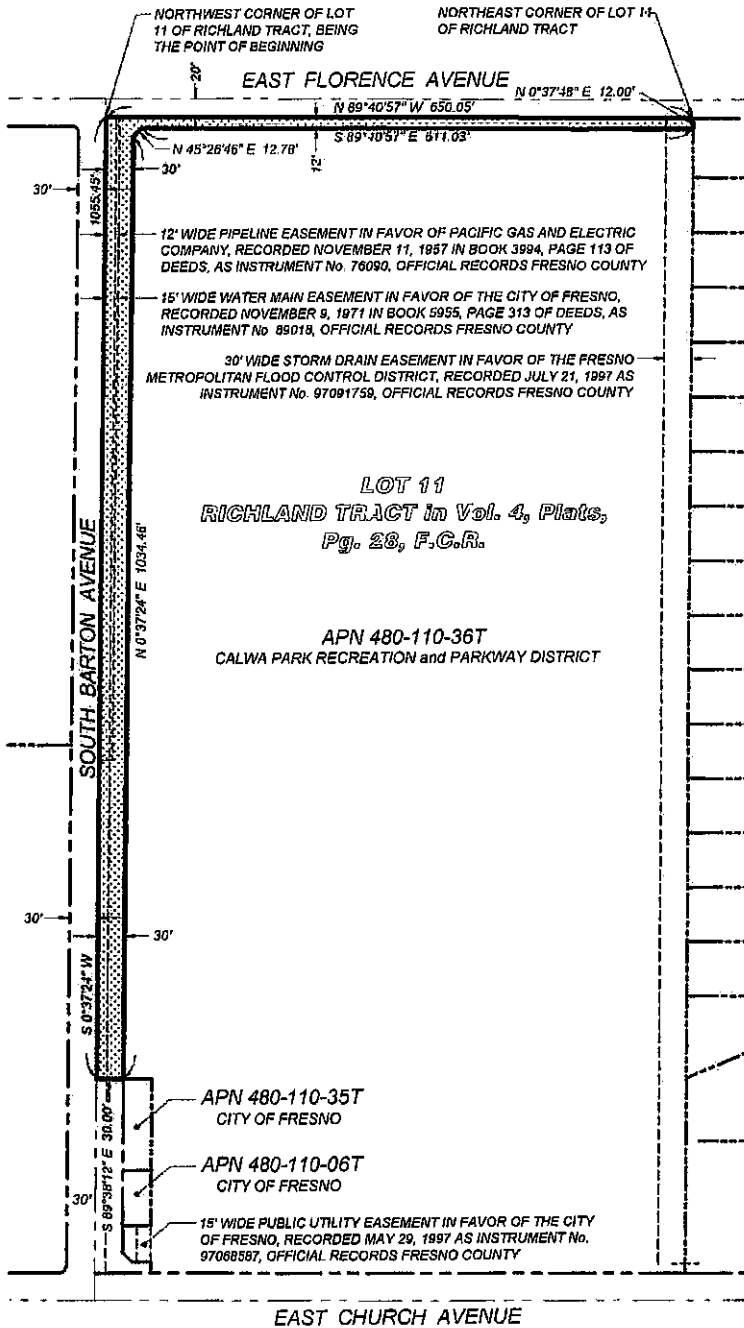 NORTHWEST CORNER OF LOT
11 OF RICHLAND TRACT, BEING
THE POINT OF BEGINNING
NORTHEAST CORNER OF LOT 11
OF RICHLAND TRACT
20'
EAST FLORENCE AVENUE
N 0°37'48" E 12.00'
N 89°40'57" W 650.05'
S 89°40'57" E 611.03'
N 45°26'46" E 12.78'
12'
30'
30'
1055.45'
12' WIDE PIPELINE EASEMENT IN FAVOR OF PACIFIC GAS AND ELECTRIC
COMPANY, RECORDED NOVEMBER 11, 1957 IN BOOK 3994, PAGE 113 OF
DEEDS, AS INSTRUMENT No. 76090, OFFICIAL RECORDS FRESNO COUNTY
15' WIDE WATER MAIN EASEMENT IN FAVOR OF THE CITY OF FRESNO,
RECORDED NOVEMBER 9, 1971 IN BOOK 5955, PAGE 313 OF DEEDS, AS
INSTRUMENT No 89018, OFFICIAL RECORDS FRESNO COUNTY
30' WIDE STORM DRAIN EASEMENT IN FAVOR OF THE FRESNO
METROPOLITAN FLOOD CONTROL DISTRICT, RECORDED JULY 21, 1997 AS
INSTRUMENT No. 97091759, OFFICIAL RECORDS FRESNO COUNTY
LOT 11
RICHLAND TRACT in Vol. 4, Plats,
Pg. 28, F.C.R.
SOUTH BARTON AVENUE
N 0°37'24" E 1034.46'
APN 480-110-36T
CALWA PARK RECREATION and PARKWAY DISTRICT
30'
30'
S 0°37'24" W
APN 480-110-35T
CITY OF FRESNO
S 89°38'12" E 30.00'
APN 480-110-06T
CITY OF FRESNO
30'
15' WIDE PUBLIC UTILITY EASEMENT IN FAVOR OF THE CITY
OF FRESNO, RECORDED MAY 29, 1997 AS INSTRUMENT No.
97068587, OFFICIAL RECORDS FRESNO COUNTY
EAST CHURCH AVENUE